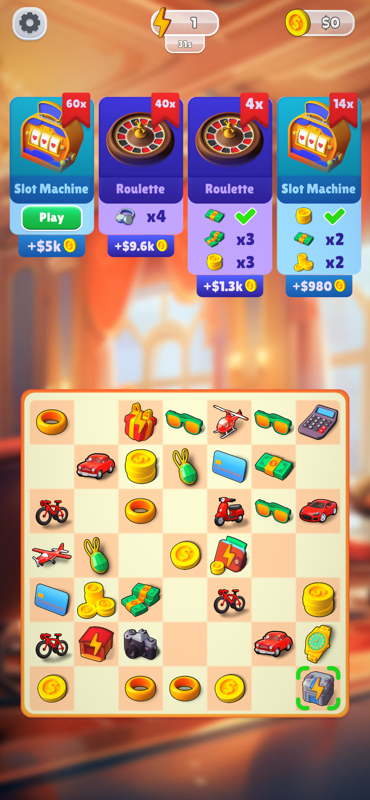 1
31s
$0
60x
Slot Machine
Play
+$5k
40x
Roulette
x4
+$9.6k
4x
Roulette
x3
x3
+$1.3k
14x
Slot Machine
x2
x2
+$980